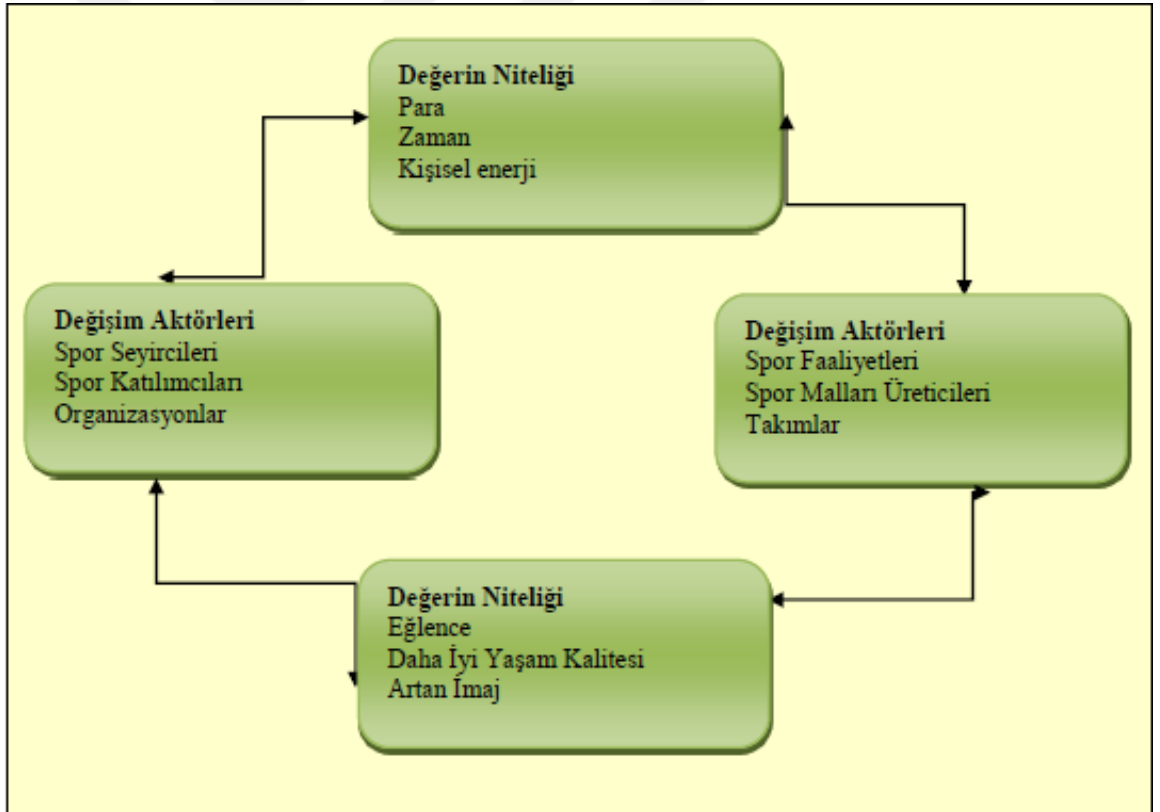 Değerin Niteliği
Para
Zaman
Kişisel enerji
Değişim Aktörleri
Spor Seyircileri
Spor Katılımcıları
Organizasyonlar
Değişim Aktörleri
Spor Faaliyetleri
Spor Malları Üreticileri
Takımlar
Değerin Niteliği
Eğlence
Daha İyi Yaşam Kalitesi
Artan İmaj